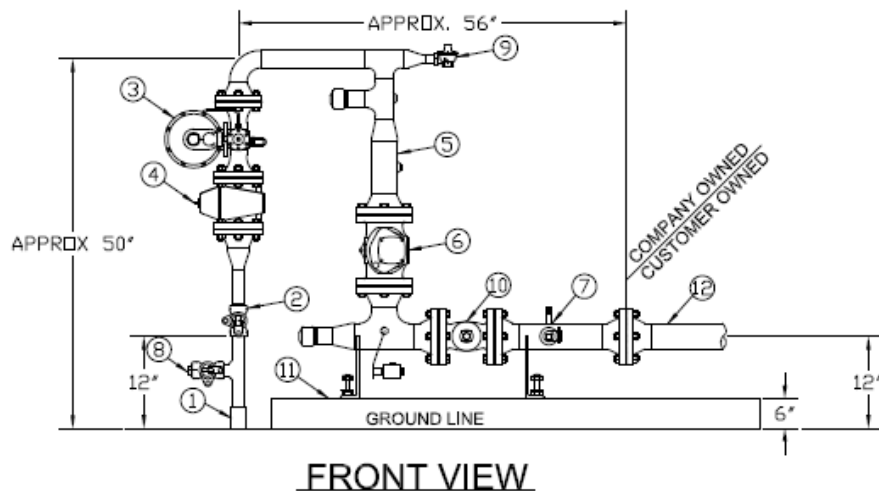 APPROX. 56"
9
3
5
4
COMPANY OWNED
CUSTOMER OWNED
APPROX 50"
6
2
10
7
12
8
12"
11
12"
1
GROUND LINE
6"
FRONT VIEW